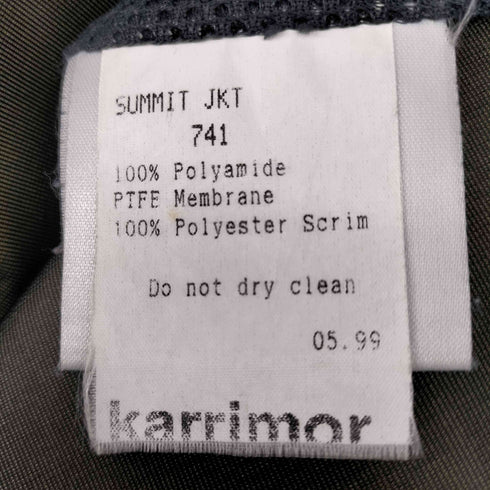 SUMMIT JKT
741
100% Polyamide
PTFE Membrane
100% Polyester Scrim
Do not dry clean
05.99
karrimor